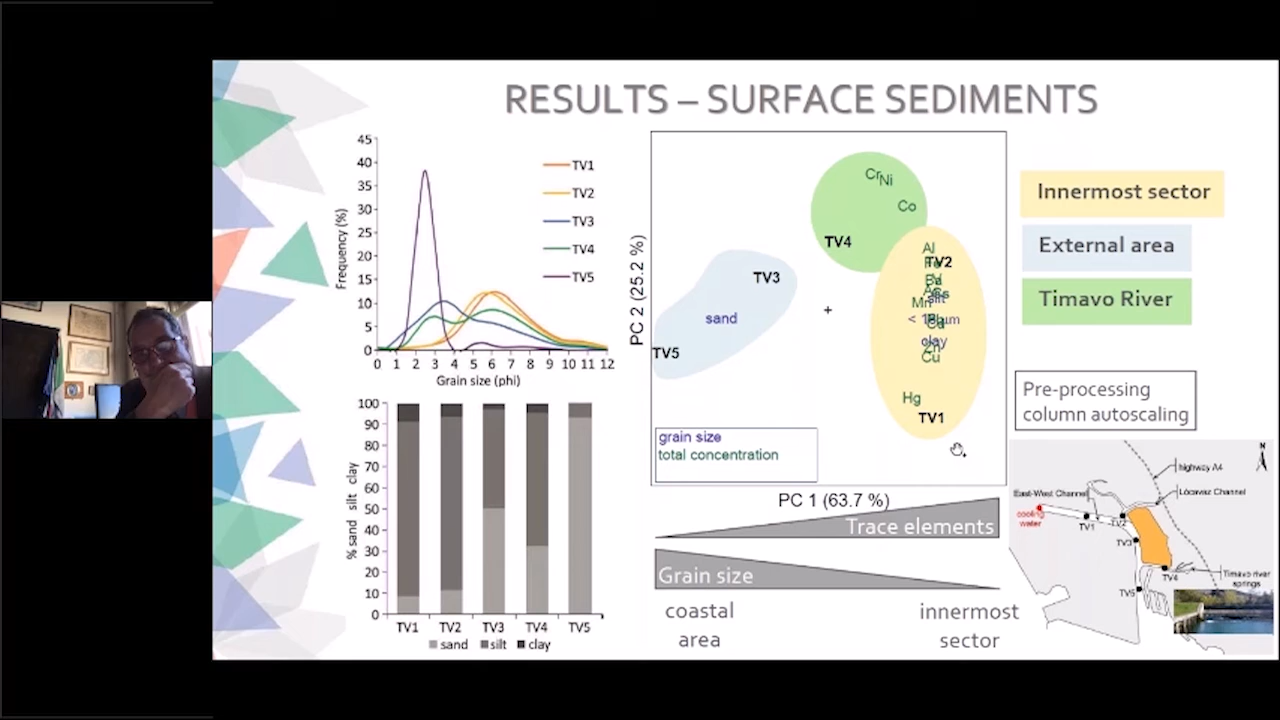 RESULTS – SURFACE SEDIMENTS
45
40
35
30
25
20
15
10
5
0
Frequency (%)
TV1
TV2
TV3
TV4
TV5
0 1 2 3 4 5 6 7 8 9 10 11 12
Grain size (phi)
100
90
80
70
60
50
40
30
20
10
0
% sand silt clay
TV1 TV2 TV3 TV4 TV5
sand silt clay
PC 2 (25.2 %)
Cr
Ni
Co
TV4
Al
TV2
TV3
Mn
silt
sand
clay
TV5
Cu
Hg
TV1
+
grain size
total concentration
PC 1 (63.7 %)
Trace elements
Grain size
coastal
area
innermost
sector
Innermost sector
External area
Timavo River
Pre-processing
column autoscaling
N
highway A4
East-West Channel
Locavaz Channel
cooling
water
TV1
TV2
TV3
TV4
Timavo river
springs
TV5